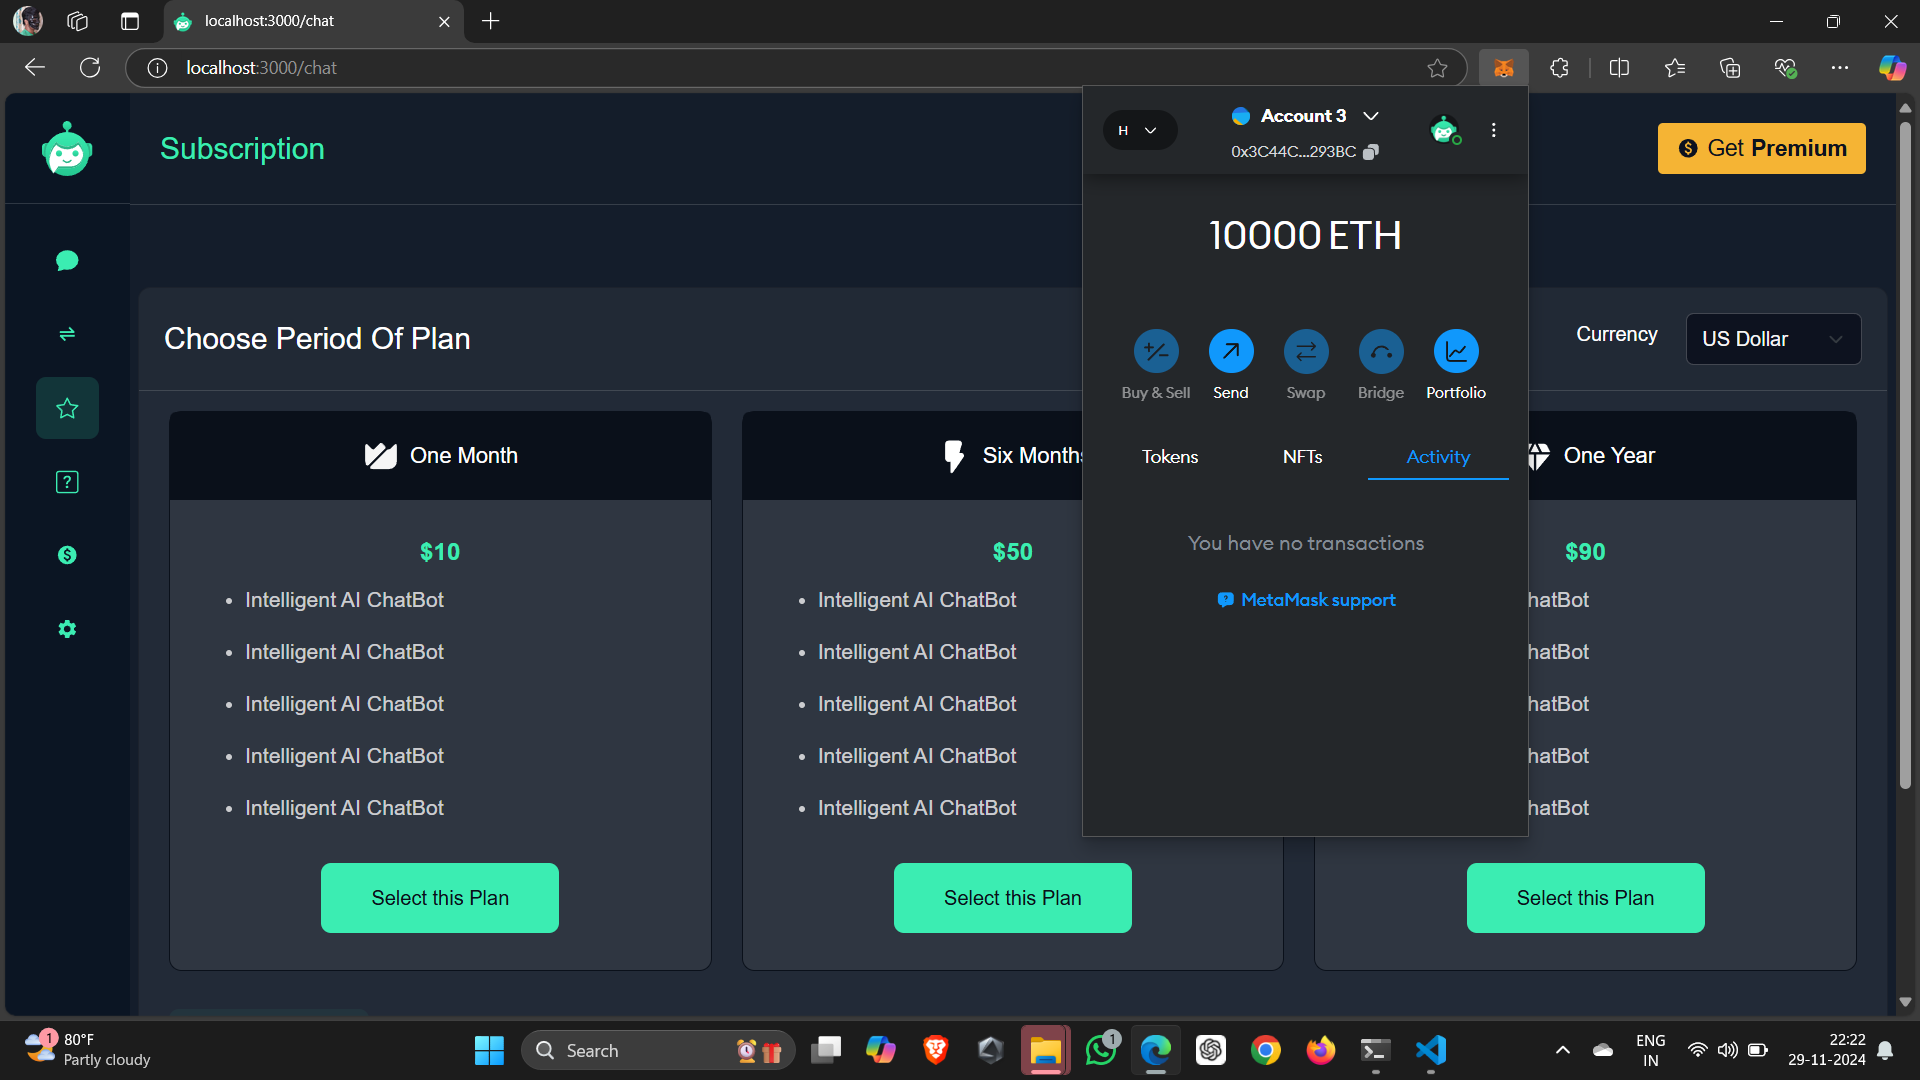 localhost:3000/chat
localhost:3000/chat
Subscription
Get Premium
H
Account 3
0x3C44C...293BC
10000 ETH
Buy & Sell
Send
Swap
Bridge
Portfolio
Tokens
NFTs
Activity
You have no transactions
MetaMask support
Choose Period Of Plan
Currency
US Dollar
One Month
$10
Intelligent AI ChatBot
Intelligent AI ChatBot
Intelligent AI ChatBot
Intelligent AI ChatBot
Intelligent AI ChatBot
Select this Plan
Six Months
$50
Intelligent AI ChatBot
Intelligent AI ChatBot
Intelligent AI ChatBot
Intelligent AI ChatBot
Intelligent AI ChatBot
Select this Plan
One Year
$90
hatBot
hatBot
hatBot
hatBot
hatBot
Select this Plan
1
80°F
Partly cloudy
Search
1
ENG
IN
22:22
29-11-2024